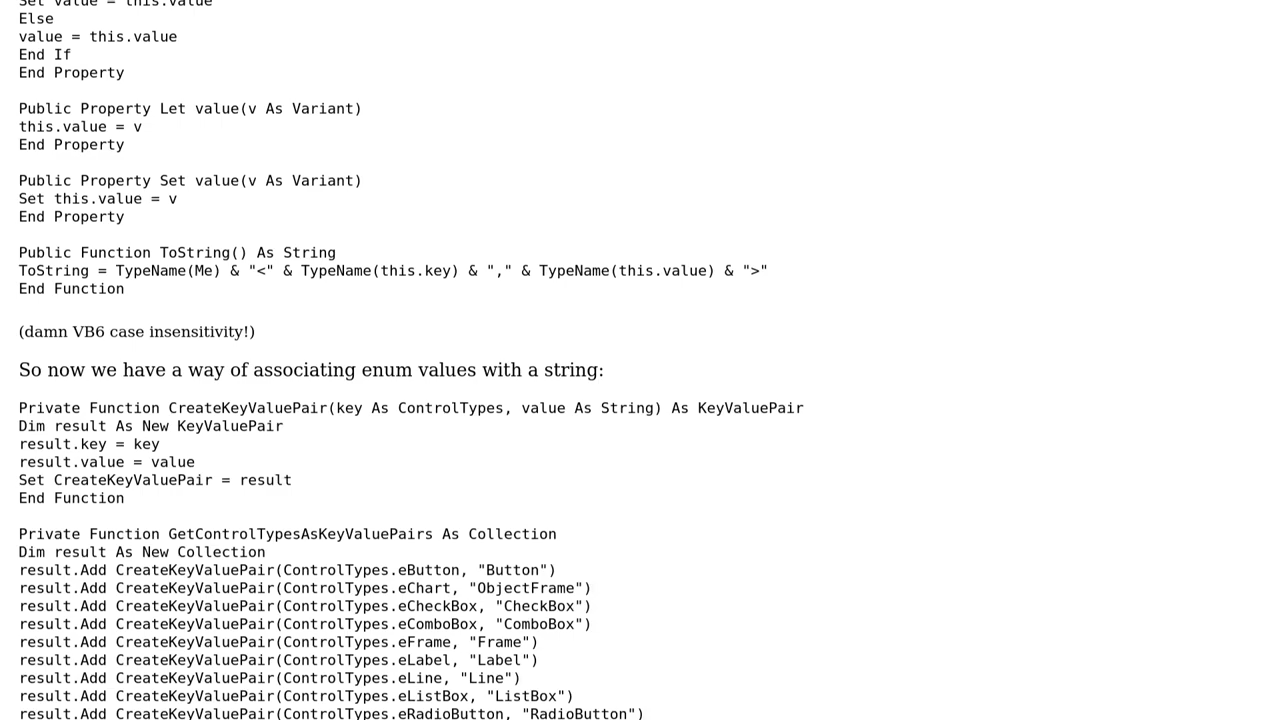 Set value = this.value
Else
value = this.value
End If
End Property

Public Property Let value(v As Variant)
this.value = v
End Property

Public Property Set value(v As Variant)
Set this.value = v
End Property

Public Function ToString() As String
ToString = TypeName(Me) & "<" & TypeName(this.key) & "," & TypeName(this.value) & ">"
End Function

(damn VB6 case insensitivity!)

So now we have a way of associating enum values with a string:

Private Function CreateKeyValuePair(key As ControlTypes, value As String) As KeyValuePair
Dim result As New KeyValuePair
result.key = key
result.value = value
Set CreateKeyValuePair = result
End Function

Private Function GetControlTypesAsKeyValuePairs As Collection
Dim result As New Collection
result.Add CreateKeyValuePair(ControlTypes.eButton, "Button")
result.Add CreateKeyValuePair(ControlTypes.eChart, "ObjectFrame")
result.Add CreateKeyValuePair(ControlTypes.eCheckBox, "CheckBox")
result.Add CreateKeyValuePair(ControlTypes.eComboBox, "ComboBox")
result.Add CreateKeyValuePair(ControlTypes.eFrame, "Frame")
result.Add CreateKeyValuePair(ControlTypes.eLabel, "Label")
result.Add CreateKeyValuePair(ControlTypes.eLine, "Line")
result.Add CreateKeyValuePair(ControlTypes.eListBox, "ListBox")
result.Add CreateKeyValuePair(ControlTypes.eRadioButton, "RadioButton")